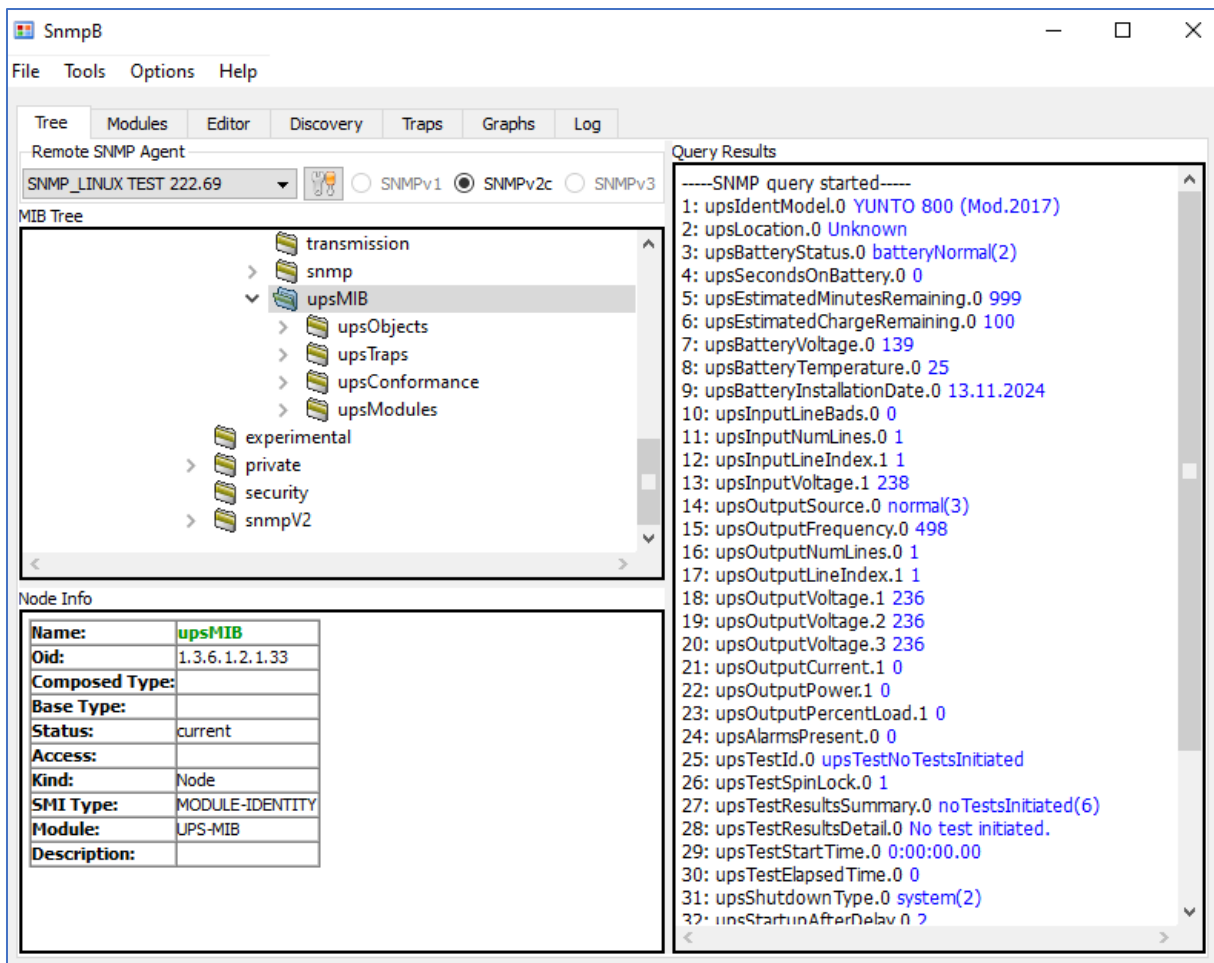 SnmpB
File Tools Options Help
Tree Modules Editor Discovery Traps Graphs Log
Remote SNMP Agent
SNMP_LINUX TEST 222.69 SNMPv1 SNMPv2c SNMPv3
MIB Tree
transmission
snmp
upsMIB
upsObjects
upsTraps
upsConformance
upsModules
experimental
private
security
snmpV2
Node Info
Name: upsMIB
Oid: 1.3.6.1.2.1.33
Composed Type:
Base Type:
Status: current
Access:
Kind: Node
SMI Type: MODULE-IDENTITY
Module: UPS-MIB
Description:
Query Results
-----SNMP query started-----
1: upsIdentModel.0 YUNTO 800 (Mod.2017)
2: upsLocation.0 Unknown
3: upsBatteryStatus.0 batteryNormal(2)
4: upsSecondsOnBattery.0 0
5: upsEstimatedMinutesRemaining.0 999
6: upsEstimatedChargeRemaining.0 100
7: upsBatteryVoltage.0 139
8: upsBatteryTemperature.0 25
9: upsBatteryInstallationDate.0 13.11.2024
10: upsInputLineBads.0 0
11: upsInputNumLines.0 1
12: upsInputLineIndex.1 1
13: upsInputVoltage.1 238
14: upsOutputSource.0 normal(3)
15: upsOutputFrequency.0 498
16: upsOutputNumLines.0 1
17: upsOutputLineIndex.1 1
18: upsOutputVoltage.1 236
19: upsOutputVoltage.2 236
20: upsOutputVoltage.3 236
21: upsOutputCurrent.1 0
22: upsOutputPower.1 0
23: upsOutputPercentLoad.1 0
24: upsAlarmsPresent.0 0
25: upsTestId.0 upsTestNoTestsInitiated
26: upsTestSpinLock.0 1
27: upsTestResultsSummary.0 noTestsInitiated(6)
28: upsTestResultsDetail.0 No test initiated.
29: upsTestStartTime.0 0:00:00.00
30: upsTestElapsedTime.0 0
31: upsShutdownType.0 system(2)
32: upsStartupAfterDelay.0 2